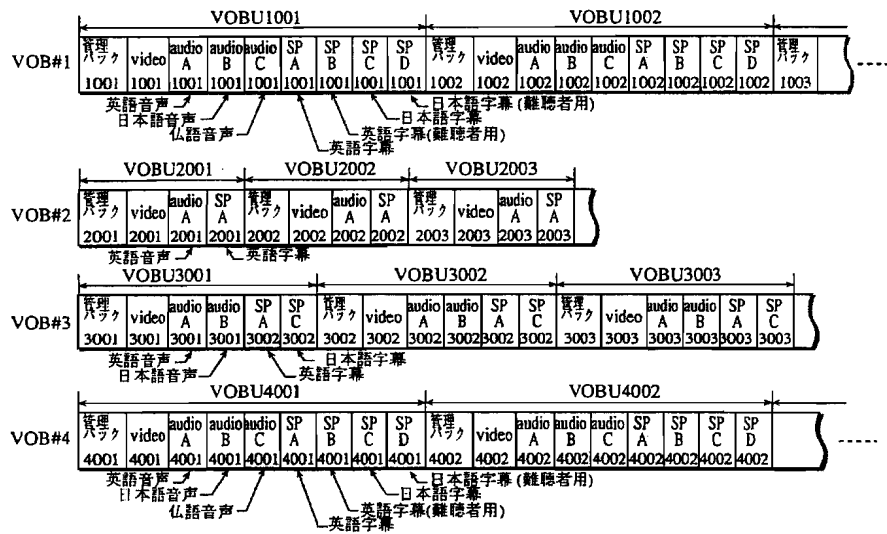 VOBU1001 VOBU1002
VOB#1
管理パック 1001 video 1001 audio A 1001 audio B 1001 audio C 1001 SP A 1001 SP B 1001 SP C 1001 SP D 1001 管理パック 1002 video 1002 audio A 1002 audio B 1002 audio C 1002 SP A 1002 SP B 1002 SP C 1002 SP D 1002 管理パック 1003
英語音声 日本語字幕(難聴者用)
日本語音声 日本語字幕
仏語音声 英語字幕(難聴者用)
英語字幕
VOBU2001 VOBU2002 VOBU2003
VOB#2
管理パック 2001 video 2001 audio A 2001 SP A 2001 管理パック 2002 video 2002 audio A 2002 SP A 2002 管理パック 2003 video 2003 audio A 2003 SP A 2003
英語音声 英語字幕
VOBU3001 VOBU3002 VOBU3003
VOB#3
管理パック 3001 video 3001 audio A 3001 audio B 3001 SP A 3002 SP C 3002 管理パック 3002 video 3002 audio A 3002 audio B 3002 SP A 3002 SP C 3002 管理パック 3003 video 3003 audio A 3003 audio B 3003 SP A 3003 SP C 3003
英語音声 日本語字幕
日本語音声 英語字幕
VOBU4001 VOBU4002
VOB#4
管理パック 4001 video 4001 audio A 4001 audio B 4001 audio C 4001 SP A 4001 SP B 4001 SP C 4001 SP D 4001 管理パック 4002 video 4002 audio A 4002 audio B 4002 audio C 4002 SP A 4002 SP B 4002 SP C 4002 SP D 4002
英語音声 日本語字幕(難聴者用)
日本語音声 日本語字幕
仏語音声 英語字幕(難聴者用)
英語字幕